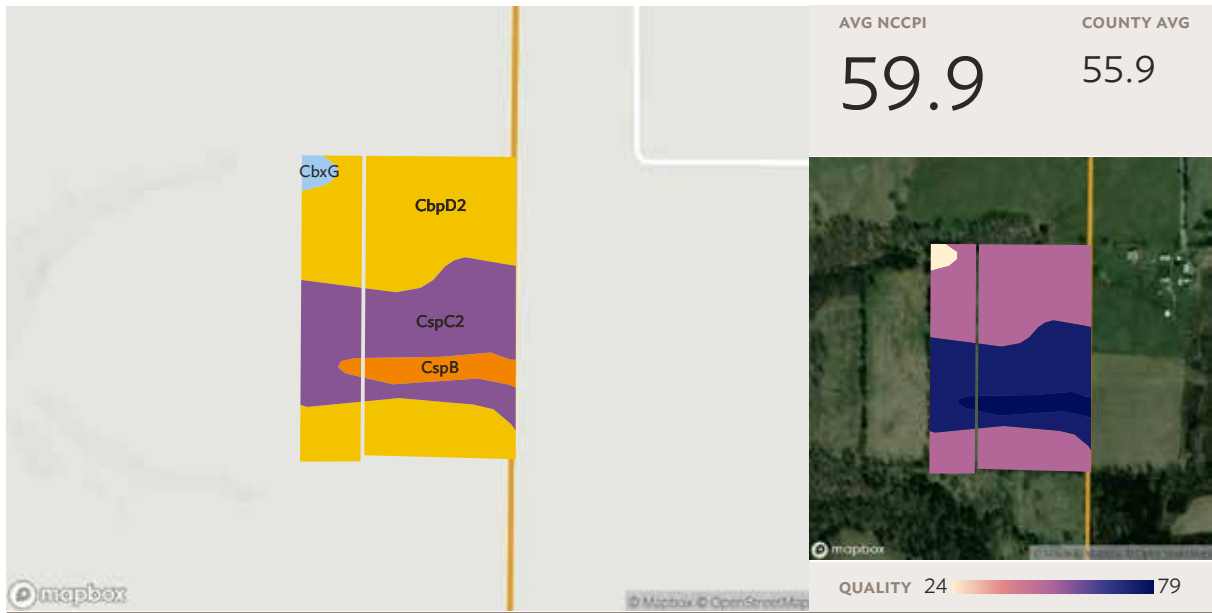 AVG NCCPI
COUNTY AVG
59.9
55.9
CbxG
CbpD2
CspC2
CspB
mapbox
© Mapbox © OpenStreetMap
mapbox
QUALITY 24 79